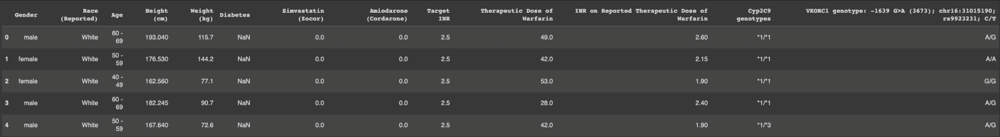 Gender Race (Reported) Age Height (cm) Weight (kg) Diabetes Simvastatin (Zocor) Amiodarone (Cordarone) Target INR Therapeutic Dose of Warfarin INR on Reported Therapeutic Dose of Warfarin Cyp2C9 genotypes VKORC1 genotype: -1639 G>A (3673); chr16:31015190; rs9923231; C/T
0 male White 60 - 69 193.040 115.7 NaN 0.0 0.0 2.5 49.0 2.60 *1/*1 A/G
1 female White 50 - 59 176.530 144.2 NaN 0.0 0.0 2.5 42.0 2.15 *1/*1 A/A
2 female White 40 - 49 162.560 77.1 NaN 0.0 0.0 2.5 53.0 1.90 *1/*1 G/G
3 male White 60 - 69 182.245 90.7 NaN 0.0 0.0 2.5 28.0 2.40 *1/*1 A/G
4 male White 50 - 59 167.640 72.6 NaN 0.0 0.0 2.5 42.0 1.90 *1/*3 A/G